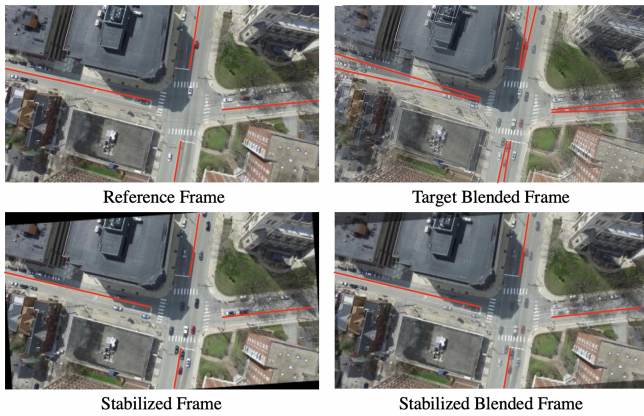 Reference Frame
Target Blended Frame
Stabilized Frame
Stabilized Blended Frame